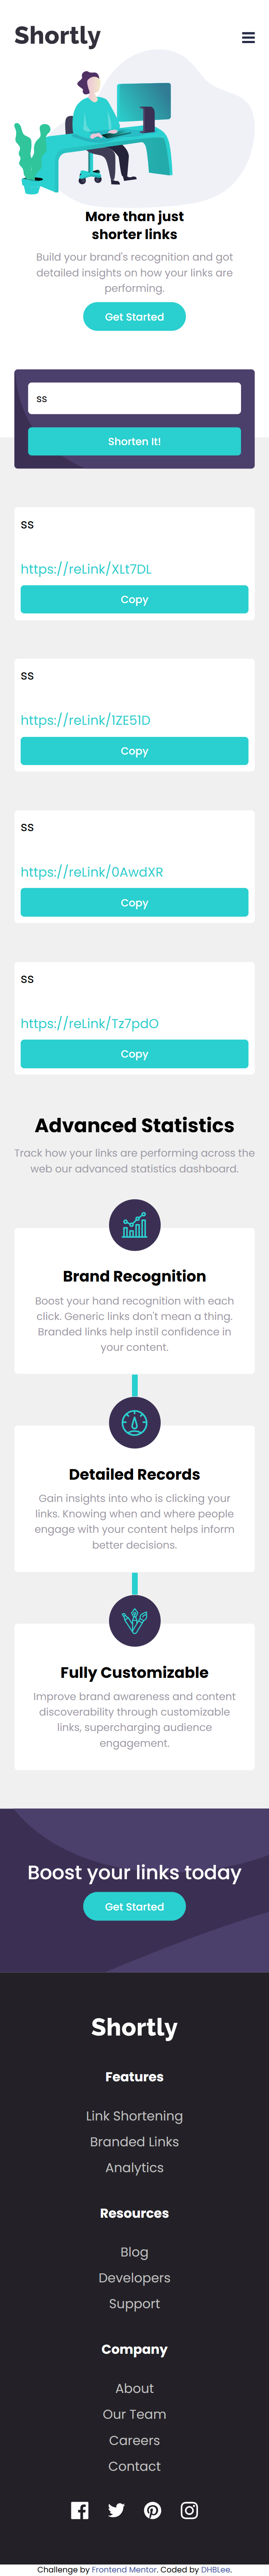 Shortly
More than just
shorter links
Build your brand's recognition and got
detailed insights on how your links are
performing.
Get Started
ss
Shorten It!
ss
https://reLink/XLt7DL
Copy
ss
https://reLink/1ZE51D
Copy
ss
https://reLink/0AwdXR
Copy
ss
https://reLink/Tz7pdO
Copy
Advanced Statistics
Track how your links are performing across the
web our advanced statistics dashboard.
Brand Recognition
Boost your hand recognition with each
click. Generic links don't mean a thing.
Branded links help instil confidence in
your content.
Detailed Records
Gain insights into who is clicking your
links. Knowing when and where people
engage with your content helps inform
better decisions.
Fully Customizable
Improve brand awareness and content
discoverability through customizable
links, supercharging audience
engagement.
Boost your links today
Get Started
Shortly
Features
Link Shortening
Branded Links
Analytics
Resources
Blog
Developers
Support
Company
About
Our Team
Careers
Contact
Challenge by Frontend Mentor. Coded by DHBLee.